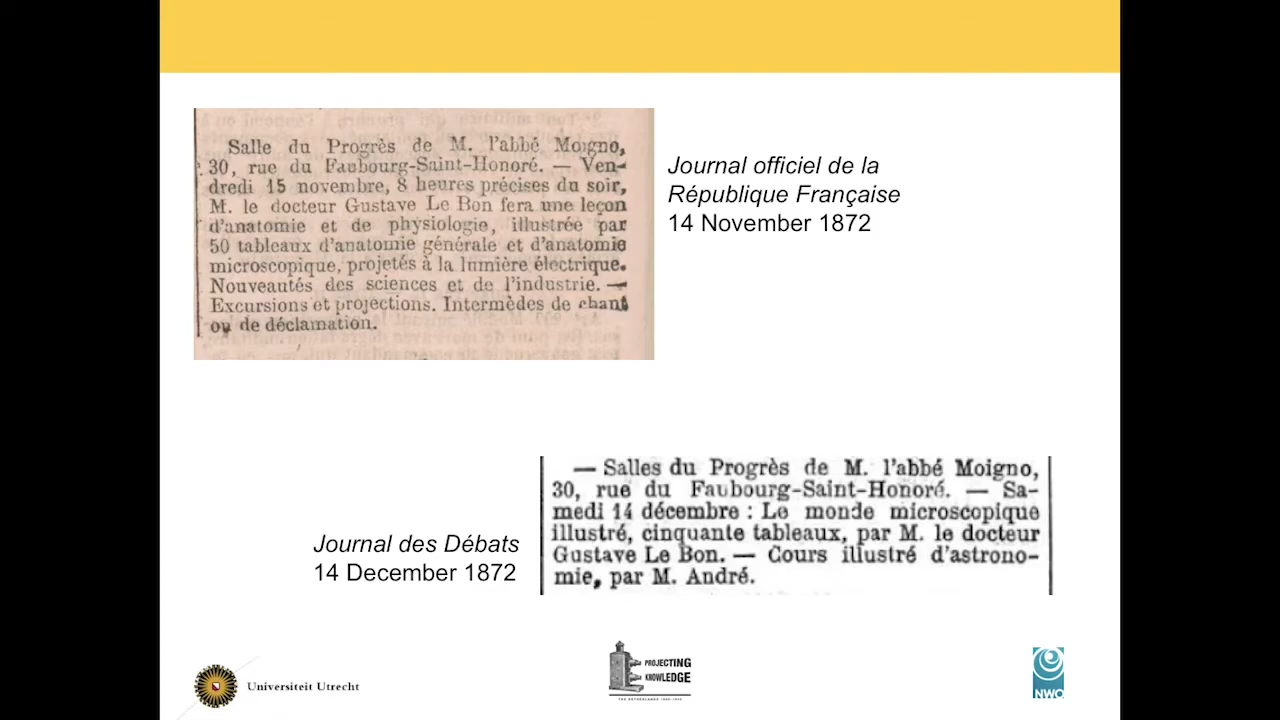 Salle du Progrès de M. l'abbé Moigno,
30, rue du Faubourg-Saint-Honoré. — Ven-
dredi 15 novembre, 8 heures précises du soir,
M. le docteur Gustave Le Bon fera une leçon
d'anatomie et de physiologie, illustrée par
50 tableaux d'anatomie générale et d'anatomie
microscopique, projetés à la lumière électrique.
Nouveautés des sciences et de l'industrie. —
Excursions et projections. Intermèdes de chant
ou de déclamation.
Journal officiel de la
République Française
14 November 1872
— Salles du Progrès de M. l'abbé Moigno,
30, rue du Faubourg-Saint-Honoré. — Sa-
medi 14 décembre : Le monde microscopique
illustré, cinquante tableaux, par M. le docteur
Gustave Le Bon. — Cours illustré d'astrono-
mie, par M. André.
Journal des Débats
14 December 1872
Universiteit Utrecht
PROJECTING
KNOWLEDGE
NWO